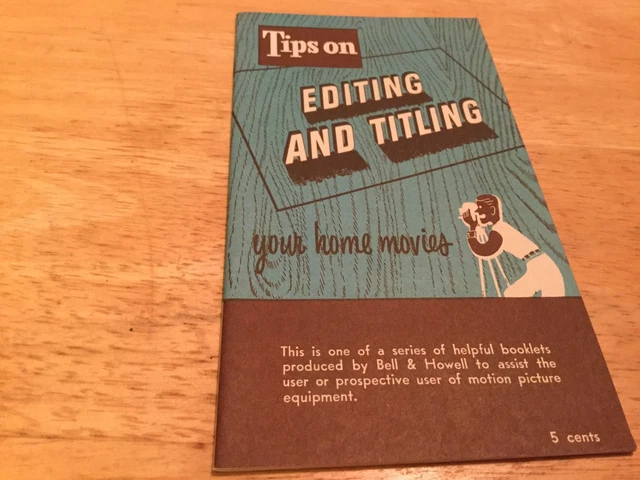 Tips on
EDITING
AND TITLING
your home movies
This is one of a series of helpful booklets
produced by Bell & Howell to assist the
user or prospective user of motion picture
equipment.
5 cents